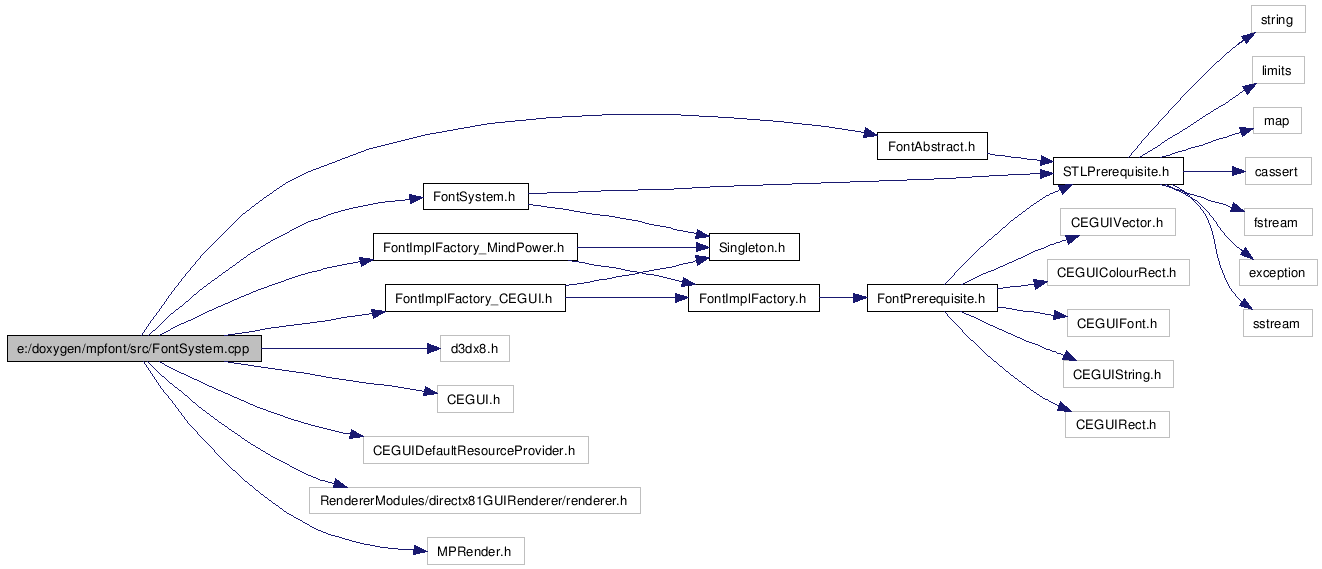 string
limits
map
FontAbstract.h
STLPrerequisite.h
cassert
FontSystem.h
CEGUIVector.h
fstream
FontImplFactory_MindPower.h
Singleton.h
CEGUIColourRect.h
exception
FontImplFactory_CEGUI.h
FontImplFactory.h
FontPrerequisite.h
CEGUIFont.h
sstream
e:/doxygen/mpfont/src/FontSystem.cpp
d3dx8.h
CEGUIString.h
CEGUI.h
CEGUIRect.h
CEGUIDefaultResourceProvider.h
RendererModules/directx81GUIRenderer/renderer.h
MPRender.h